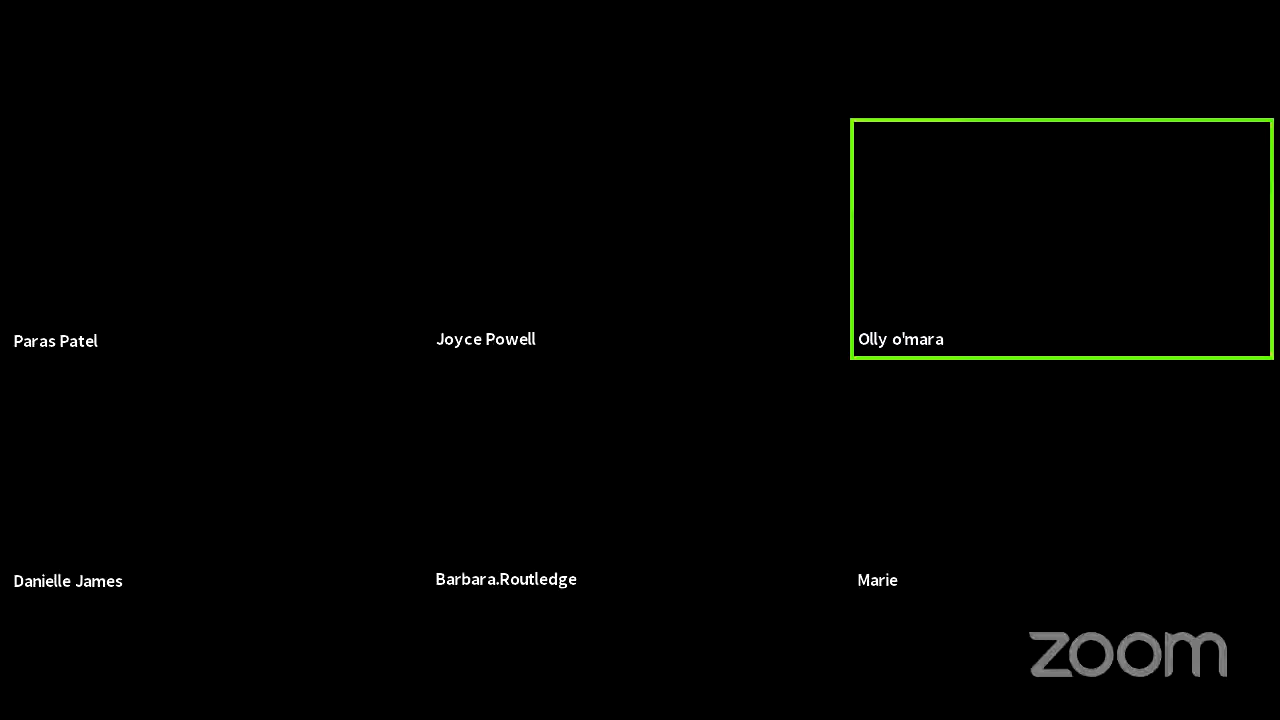 Paras Patel
Joyce Powell
Olly o'mara
Danielle James
Barbara.Routledge
Marie
zoom